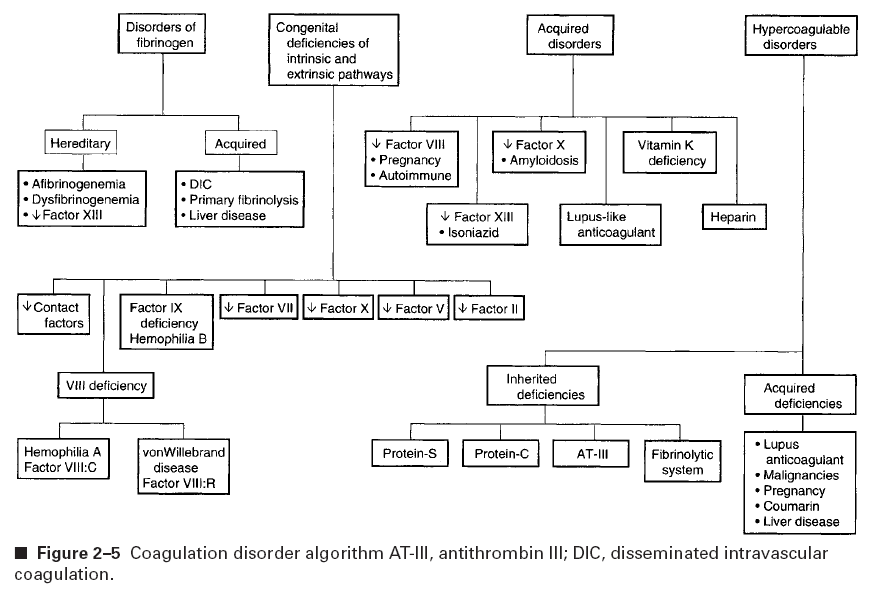 Disorders of
fibrinogen
Congenital
deficiencies of
intrinsic and
extrinsic pathways
Acquired
disorders
Hypercoagulable
disorders
Hereditary
Acquired
• Afibrinogenemia
• Dysfibrinogenemia
• ↓ Factor XIII
• DIC
• Primary fibrinolysis
• Liver disease
↓ Factor VIII
• Pregnancy
• Autoimmune
↓ Factor X
• Amyloidosis
Vitamin K
deficiency
↓ Factor XIII
• Isoniazid
Lupus-like
anticoagulant
Heparin
↓ Contact
factors
Factor IX
deficiency
Hemophilia B
↓ Factor VII
↓ Factor X
↓ Factor V
↓ Factor II
VIII deficiency
Hemophilia A
Factor VIII:C
vonWillebrand
disease
Factor VIII:R
Inherited
deficiencies
Protein-S
Protein-C
AT-III
Fibrinolytic
system
Acquired
deficiencies
• Lupus
anticoagulant
• Malignancies
• Pregnancy
• Coumarin
• Liver disease
■ Figure 2–5 Coagulation disorder algorithm AT-III, antithrombin III; DIC, disseminated intravascular
coagulation.